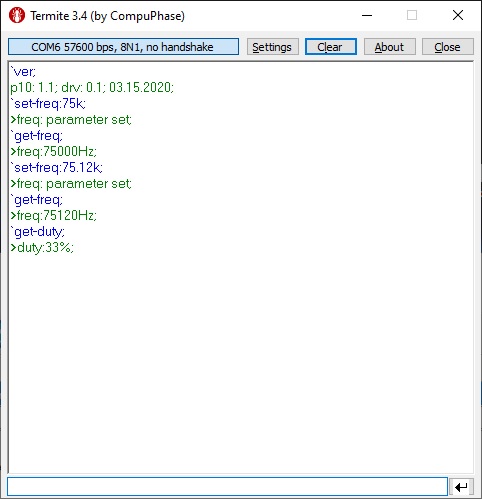 Termite 3.4 (by CompuPhase)
COM6 57600 bps, 8N1, no handshake
Settings
Clear
About
Close
`ver;
p10: 1.1; drv: 0.1; 03.15.2020;
`set-freq:75k;
>freq: parameter set;
`get-freq;
>freq:75000Hz;
`set-freq:75.12k;
>freq: parameter set;
`get-freq;
>freq:75120Hz;
`get-duty;
>duty:33%;